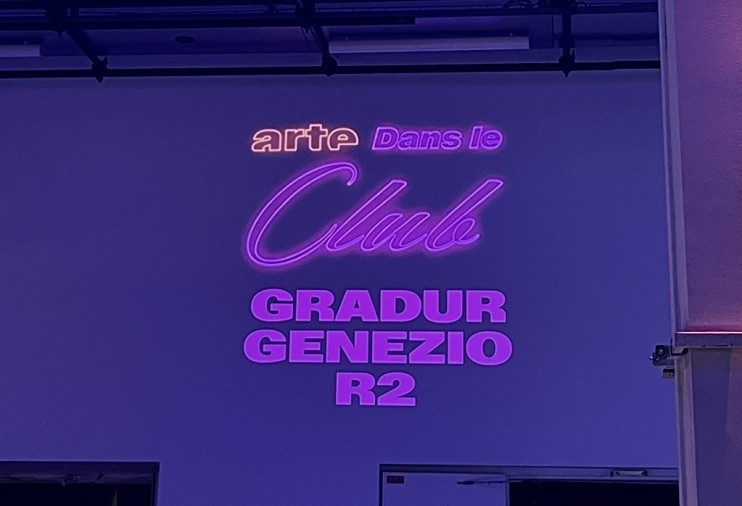 arte Dans le
Club
GRADUR
GENEZIO
R2